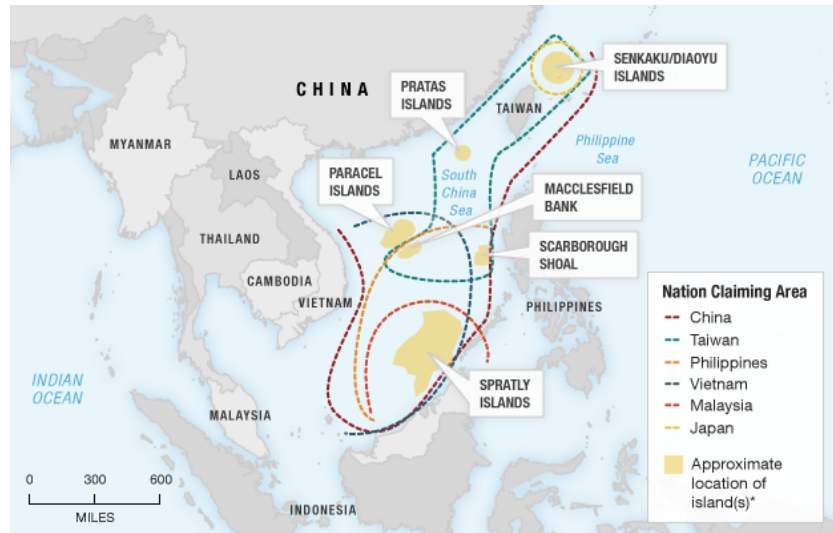 CHINA
PRATAS
ISLANDS
SENKAKU/DIAOYU
ISLANDS
TAIWAN
MYANMAR
Philippine
Sea
PACIFIC
OCEAN
LAOS
PARACEL
ISLANDS
South
China
Sea
MACCLESFIELD
BANK
THAILAND
SCARBOROUGH
SHOAL
CAMBODIA
VIETNAM
PHILIPPINES
INDIAN
OCEAN
MALAYSIA
SPRATLY
ISLANDS
INDONESIA
0 300 600
MILES
Nation Claiming Area
China
Taiwan
Philippines
Vietnam
Malaysia
Japan
Approximate
location of
island(s)*